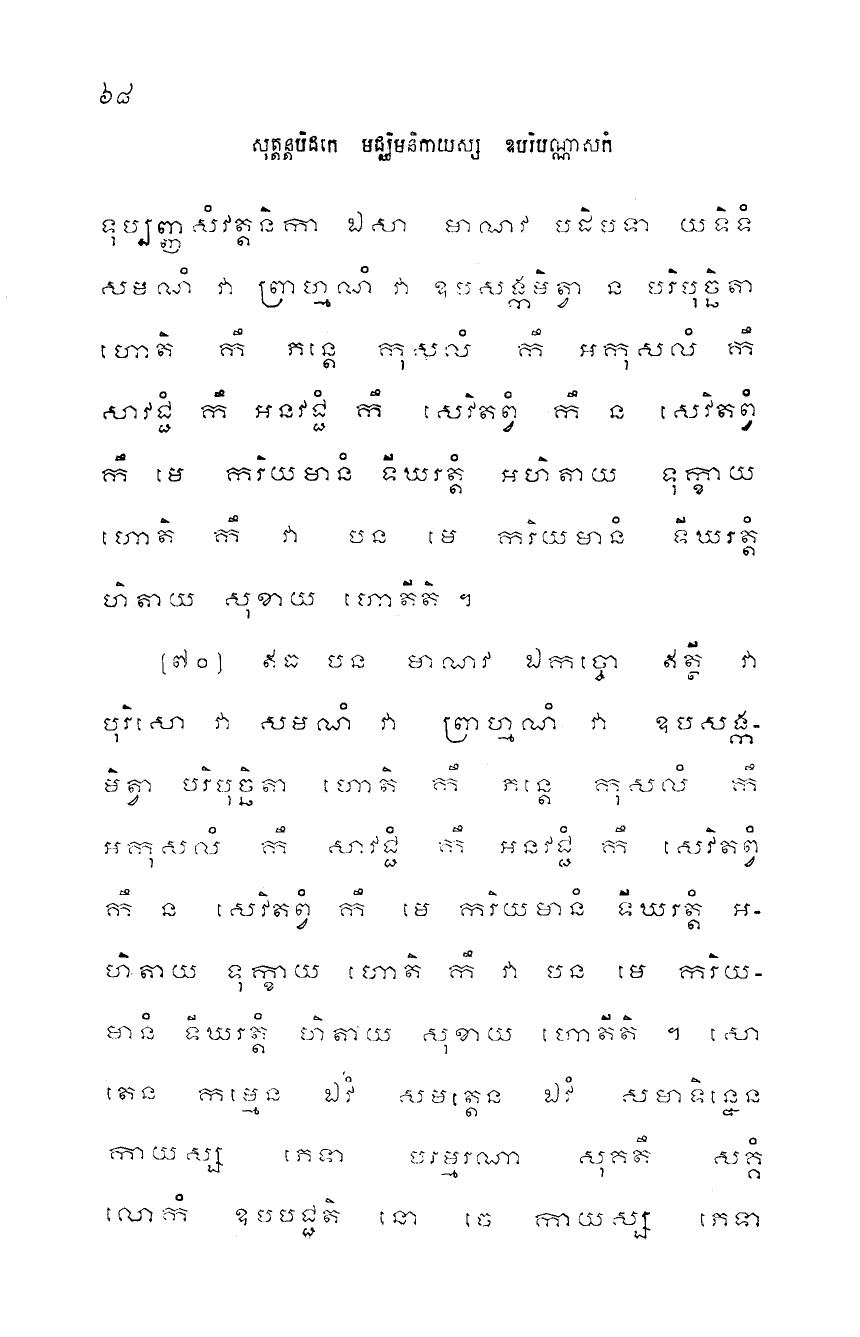 ៦៨
សុត្តន្តបិដកេ មជ្ឈិមនិកាយស្ស ឧបរិបណ្ណាសកំ
ទុប្បញ្ញសំវត្តនិកា ឯសា មាណវ បដិបទា យទិទំ
សមណំ វា ព្រាហ្មណំ វា ឧបសង្កមិត្វា ន បរិបុច្ឆិតា
ហោតិ កឹ ភន្តេ កុសលំ កឹ អកុសលំ កឹ
សាវជ្ជំ កឹ អនវជ្ជំ កឹ សេវិតព្វំ កឹ ន សេវិតព្វំ
កឹ មេ ករិយមានំ ទីឃរត្តំ អហិតាយ ទុក្ខាយ
ហោតិ កឹ វា បន មេ ករិយមានំ ទីឃរត្តំ
ហិតាយ សុខាយ ហោតីតិ ។
(៧០) ឥធ បន មាណវ ឯកច្ចោ ឥត្ថី វា
បុរិសោ វា សមណំ វា ព្រាហ្មណំ វា ឧបសង្ក-
មិត្វា បរិបុច្ឆិតា ហោតិ កឹ ភន្តេ កុសលំ កឹ
អកុសលំ កឹ សាវជ្ជំ កឹ អនវជ្ជំ កឹ សេវិតព្វំ
កឹ ន សេវិតព្វំ កឹ មេ ករិយមានំ ទីឃរត្តំ អ-
ហិតាយ ទុក្ខាយ ហោតិ កឹ វា បន មេ ករិយ-
មានំ ទីឃរត្តំ ហិតាយ សុខាយ ហោតីតិ ។ សោ
តេន កម្មេន ឯវំ សមត្តេន ឯវំ សមាទិន្នេន
កាយស្ស ភេទា បរម្មរណា សុគតឹ សគ្គំ
លោកំ ឧបបជ្ជតិ នោ ចេ កាយស្ស ភេទា